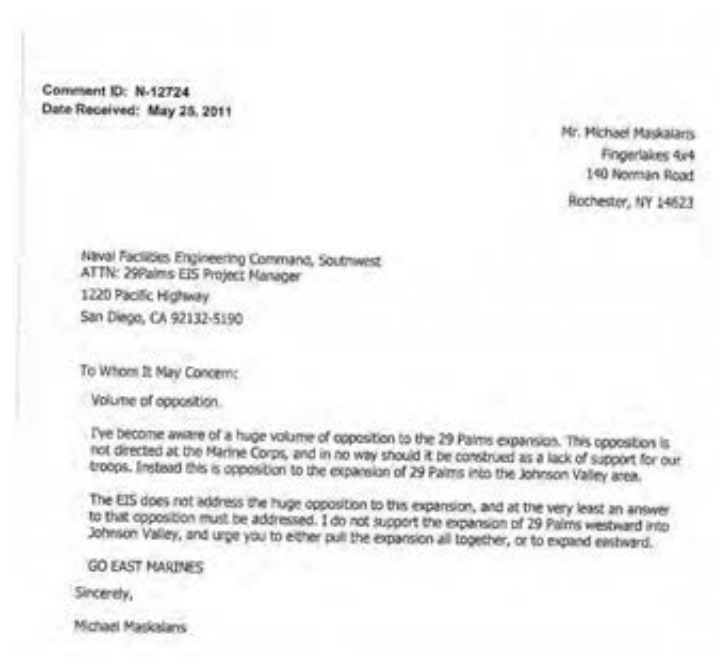 Comment ID: N-12724
Date Received: May 25, 2011
Mr. Michael Maskalaris
Fingerlakes 4x4
140 Norman Road
Rochester, NY 14623
Naval Facilities Engineering Command, Southwest
ATTN: 29Palms EIS Project Manager
1220 Pacific Highway
San Diego, CA 92132-5190
To Whom It May Concern:
Volume of opposition.
I've become aware of a huge volume of opposition to the 29 Palms expansion. This opposition is
not directed at the Marine Corps, and in no way should it be construed as a lack of support for our
troops. Instead this is opposition to the expansion of 29 Palms into the Johnson Valley area.
The EIS does not address the huge opposition to this expansion, and at the very least an answer
to that opposition must be addressed. I do not support the expansion of 29 Palms westward into
Johnson Valley, and urge you to either pull the expansion all together, or to expand eastward.
GO EAST MARINES
Sincerely,
Michael Maskalaris